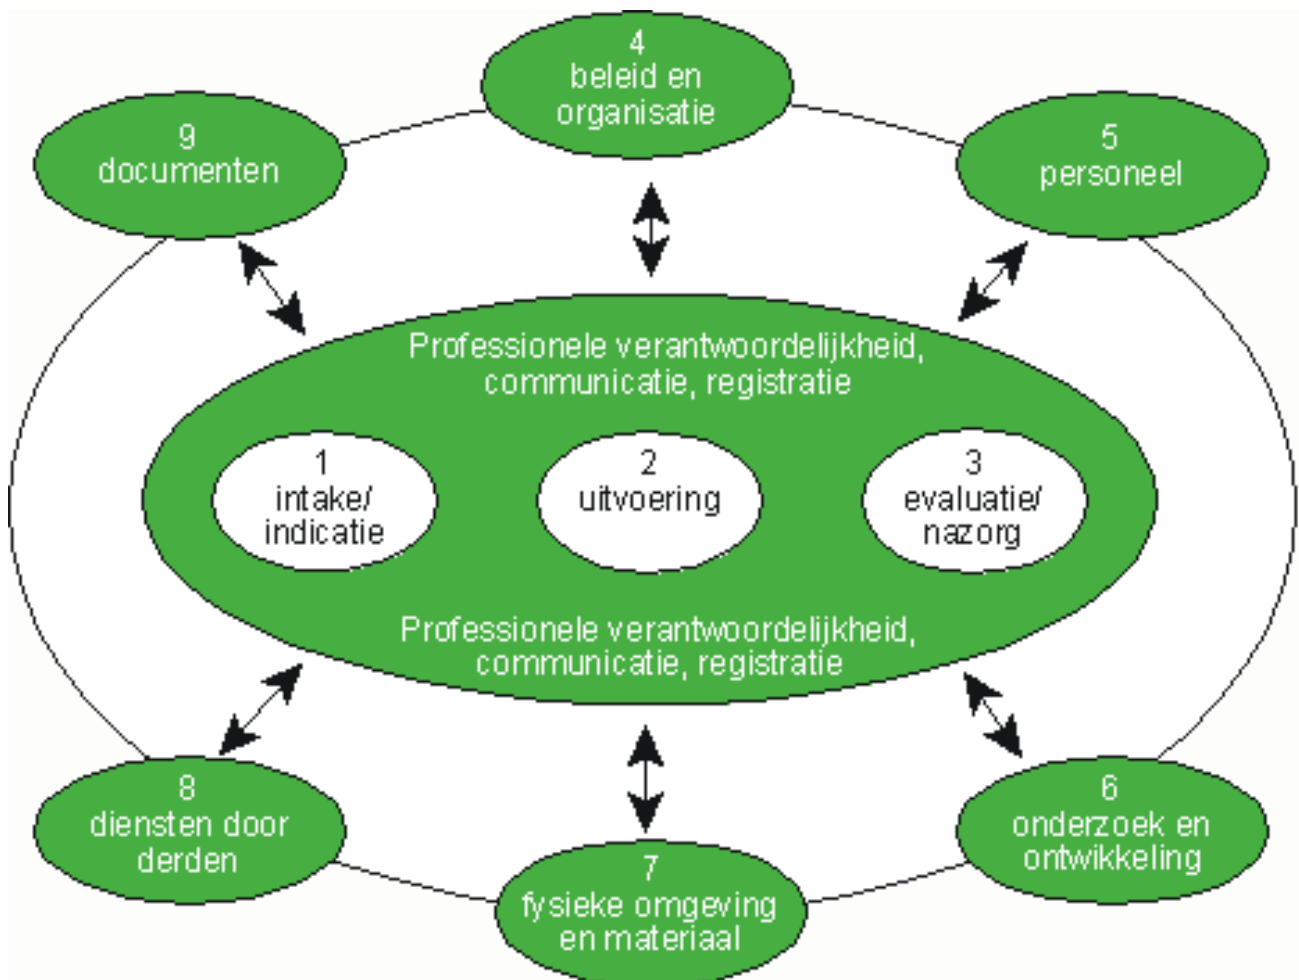 4
beleid en
organisatie
9
documenten
5
personeel
Professionele verantwoordelijkheid,
communicatie, registratie
1
intake/
indicatie
2
uitvoering
3
evaluatie/
nazorg
Professionele verantwoordelijkheid,
communicatie, registratie
8
diensten door
derden
7
fysieke omgeving
en materiaal
6
onderzoek en
ontwikkeling